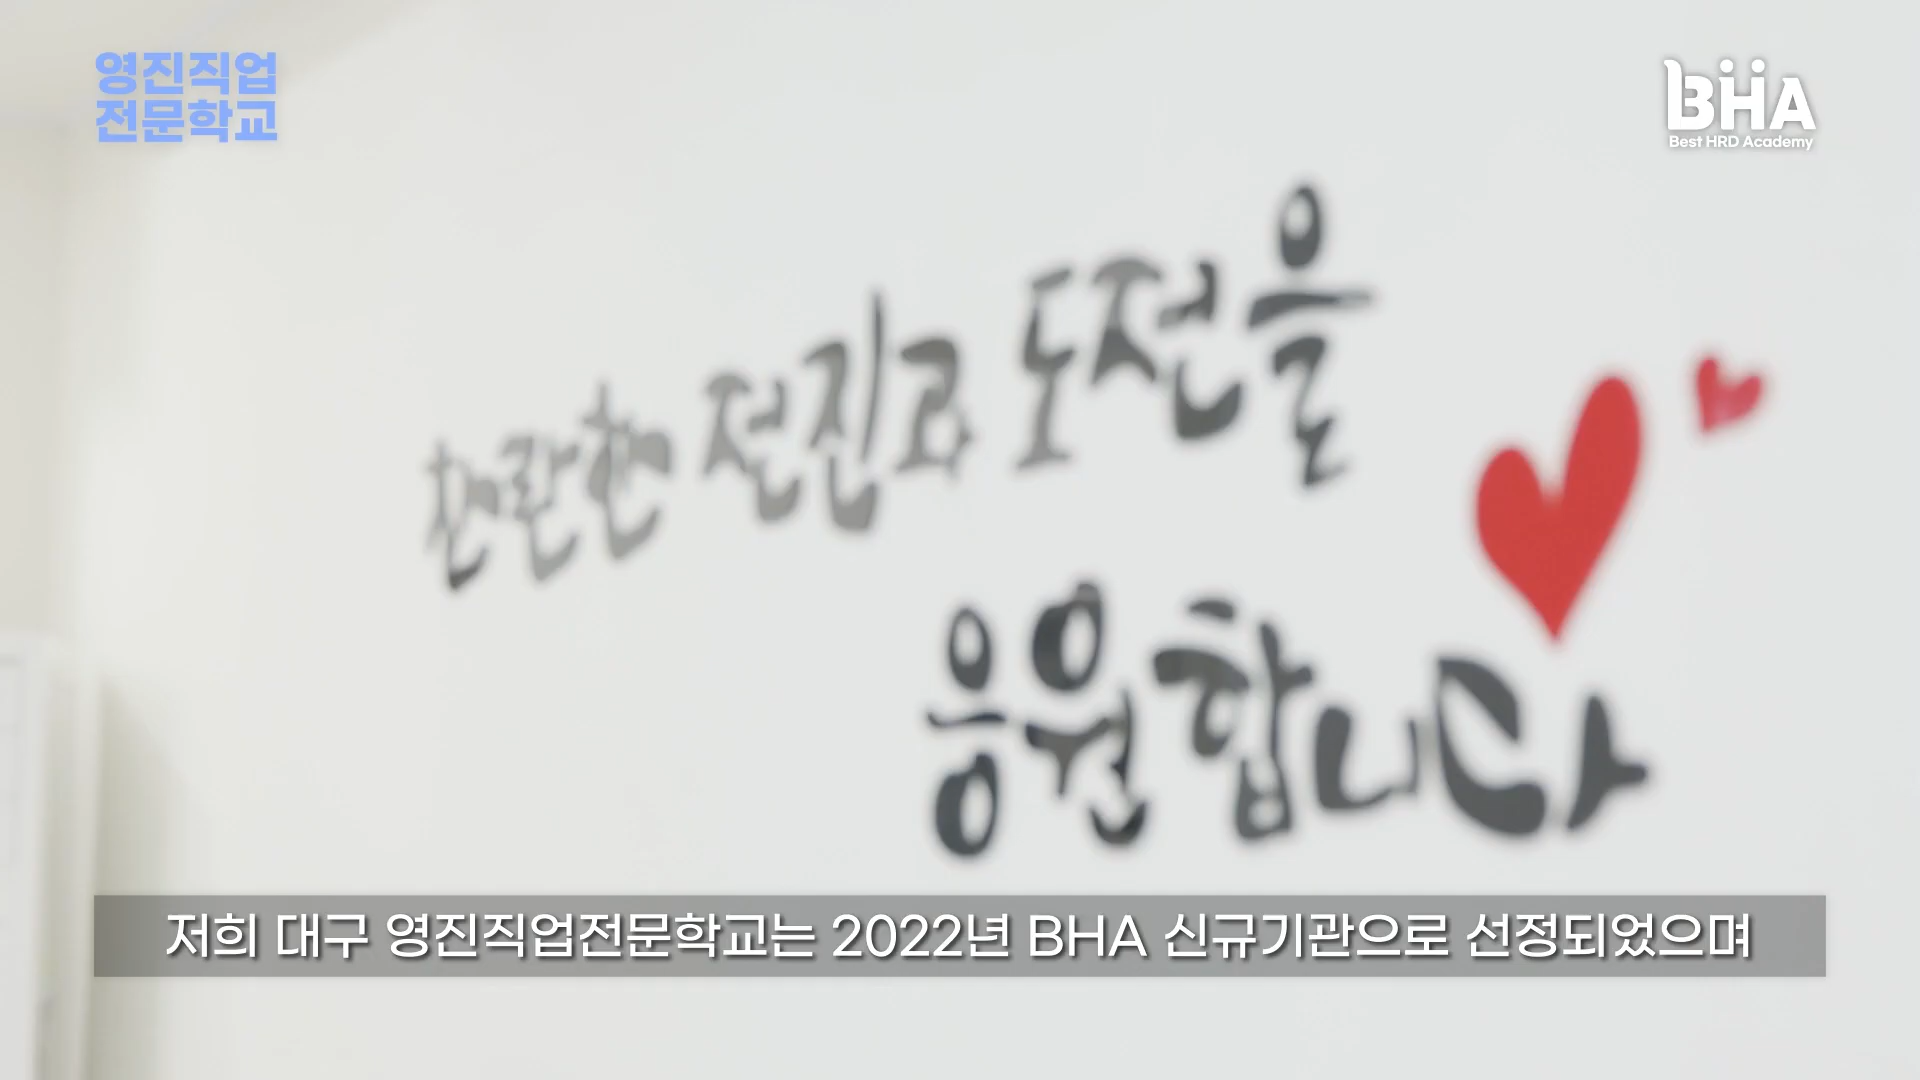 영진직업
전문학교
BHA
Best HRD Academy
찬란한 전진과 도전을
응원합니다
저희 대구 영진직업전문학교는 2022년 BHA 신규기관으로 선정되었으며